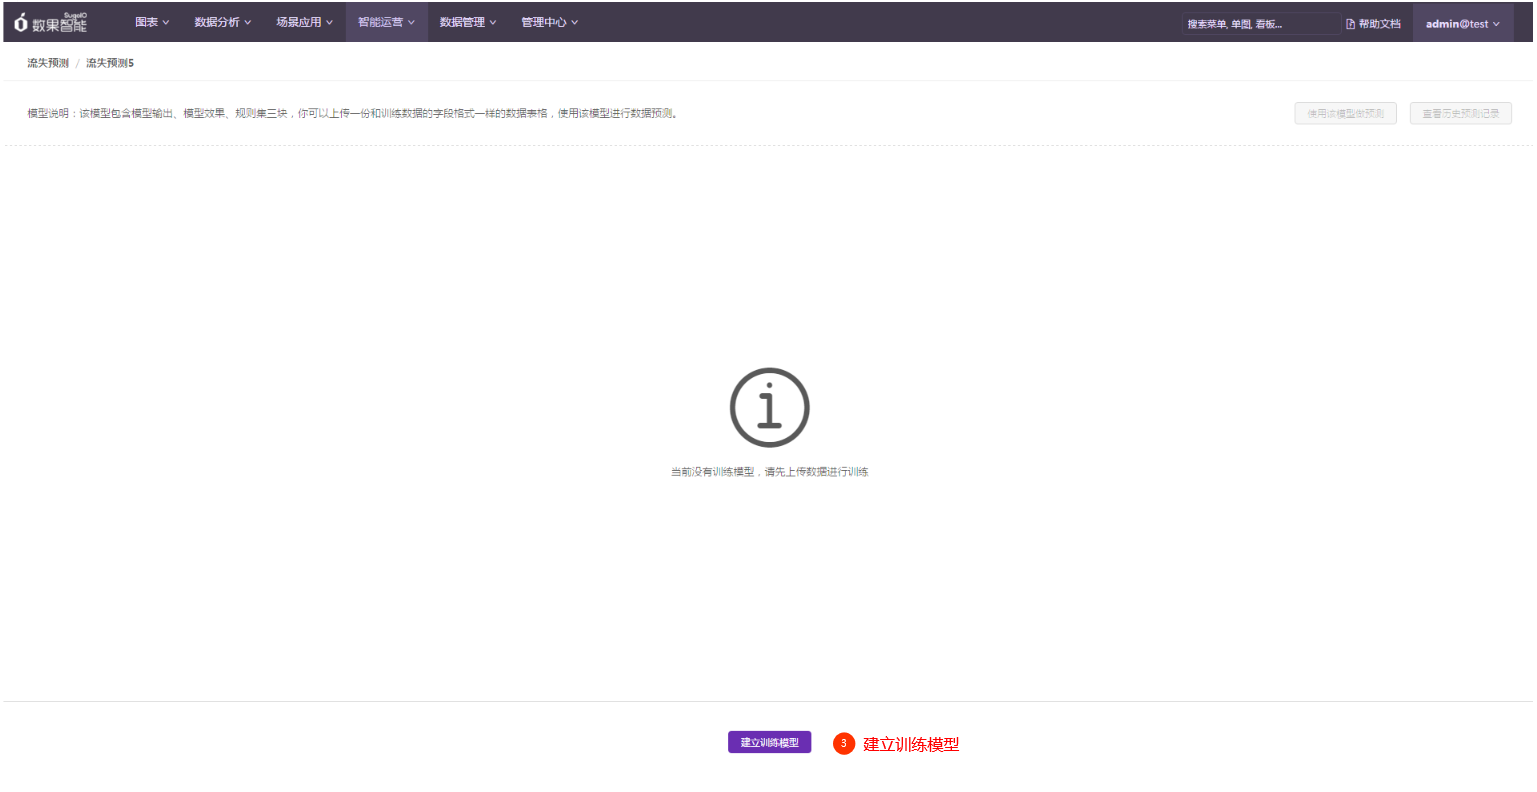 SugoIO
数果智能 图表 数据分析 场景应用 智能运营 数据管理 管理中心 搜索菜单, 单图, 看板... 帮助文档 admin@test
流失预测 / 流失预测5
模型说明：该模型包含模型输出、模型效果、规则集三块，你可以上传一份和训练数据的字段格式一样的数据表格，使用该模型进行数据预测。 使用该模型做预测 查看历史预测记录
当前没有训练模型，请先上传数据进行训练
建立训练模型 3 建立训练模型